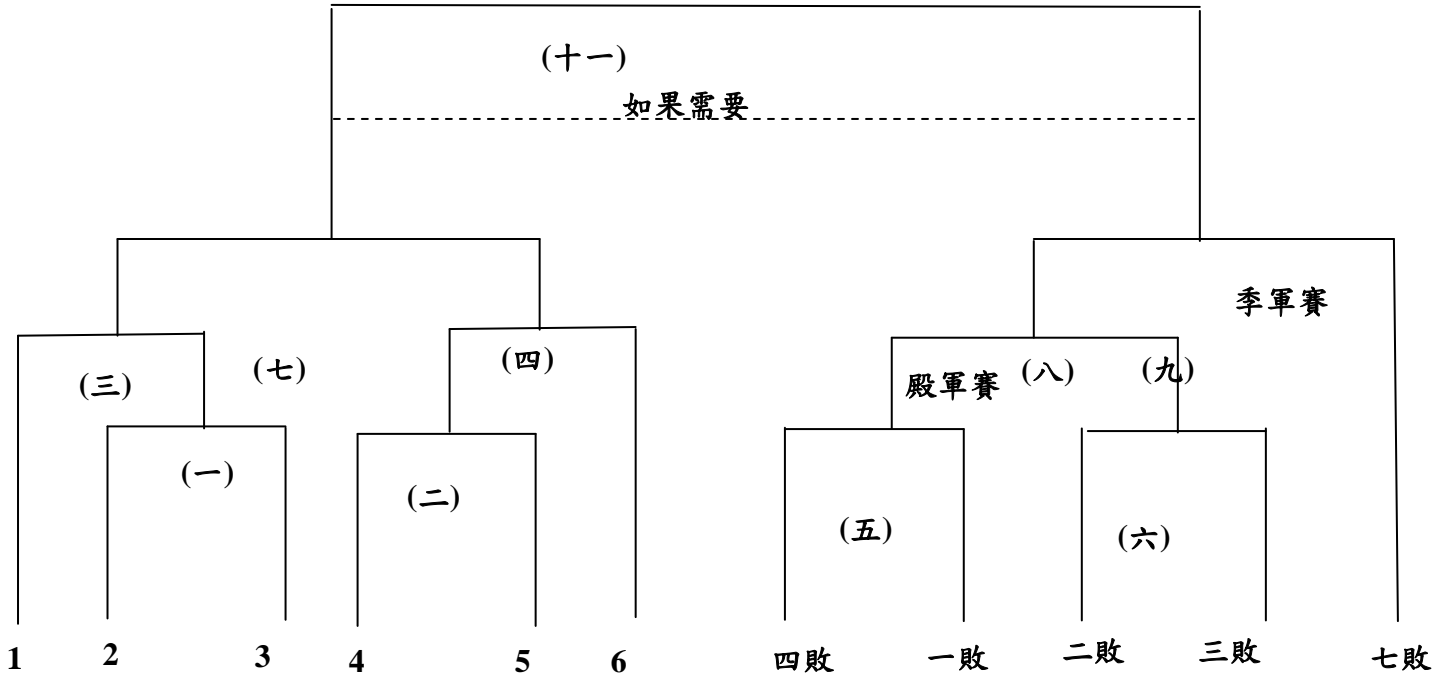 (十一)
如果需要
季軍賽
(三)
(七)
(四)
殿軍賽
(八)
(九)
(一)
(二)
(五)
(六)
1
2
3
4
5
6
四敗
一敗
二敗
三敗
七敗